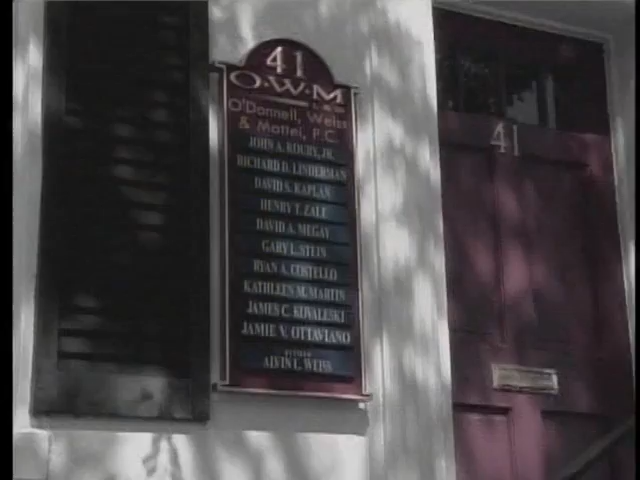 41
O·W·M
LAW
O'Donnell, Weiss
& Mattei, P.C.
JOHN A. KOURY, JR.
RICHARD D. LINDERMAN
DAVID S. KAPLAN
HENRY T. ZALE
DAVID A. MEGAY
GARY L. STEIN
RYAN A. COSTELLO
KATHLEEN M. MARTIN
JAMES C. KOVALESKI
JAMIE V. OTTAVIANO
ALVIN L. WEISS
41